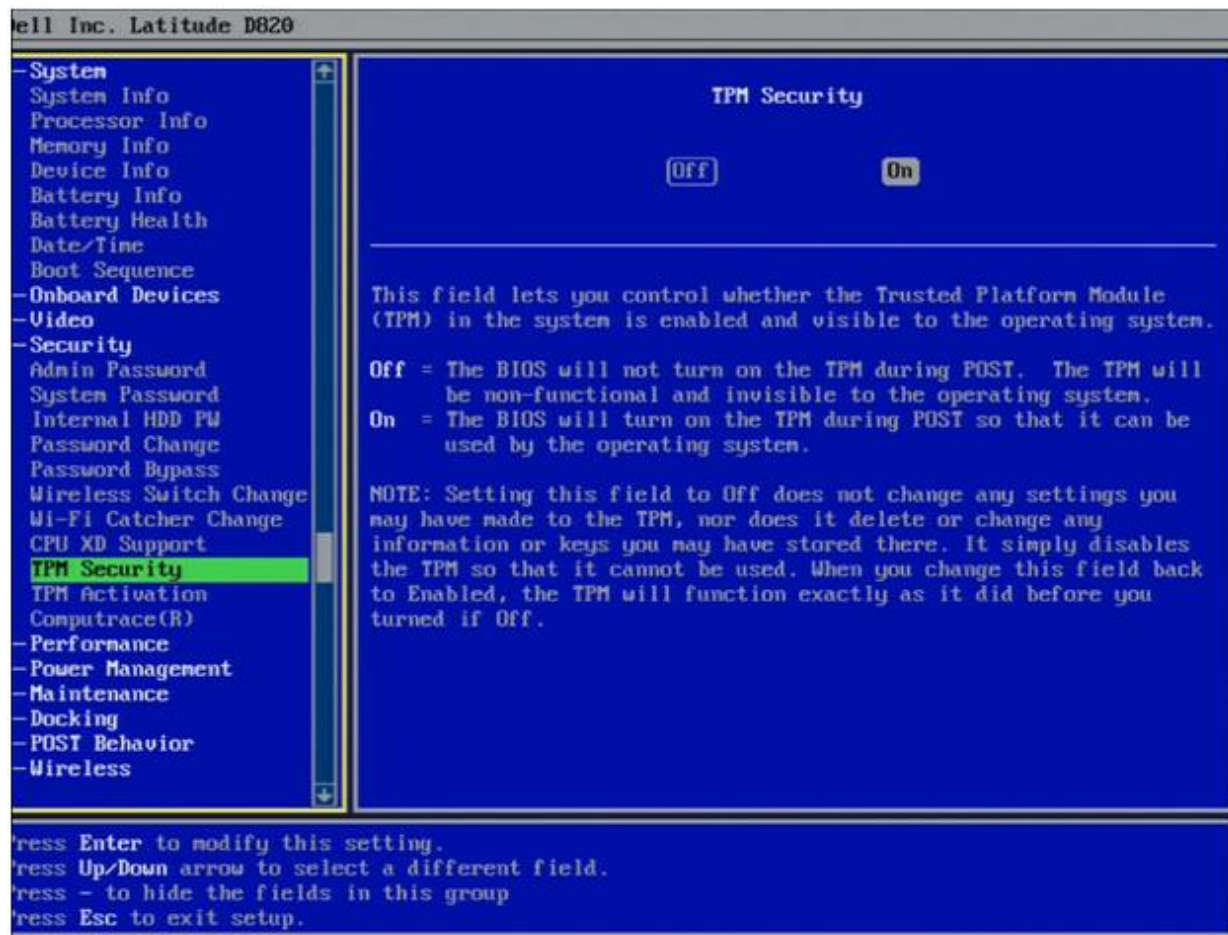 Dell Inc. Latitude D820
-System
System Info
Processor Info
Memory Info
Device Info
Battery Info
Battery Health
Date/Time
Boot Sequence
-Onboard Devices
-Video
-Security
Admin Password
System Password
Internal HDD PW
Password Change
Password Bypass
Wireless Switch Change
Wi-Fi Catcher Change
CPU XD Support
TPM Security
TPM Activation
Computrace(R)
-Performance
-Power Management
-Maintenance
-Docking
-POST Behavior
-Wireless
TPM Security
Off On
This field lets you control whether the Trusted Platform Module
(TPM) in the system is enabled and visible to the operating system.
Off = The BIOS will not turn on the TPM during POST. The TPM will
be non-functional and invisible to the operating system.
On = The BIOS will turn on the TPM during POST so that it can be
used by the operating system.
NOTE: Setting this field to Off does not change any settings you
may have made to the TPM, nor does it delete or change any
information or keys you may have stored there. It simply disables
the TPM so that it cannot be used. When you change this field back
to Enabled, the TPM will function exactly as it did before you
turned if Off.
Press Enter to modify this setting.
Press Up/Down arrow to select a different field.
Press - to hide the fields in this group
Press Esc to exit setup.